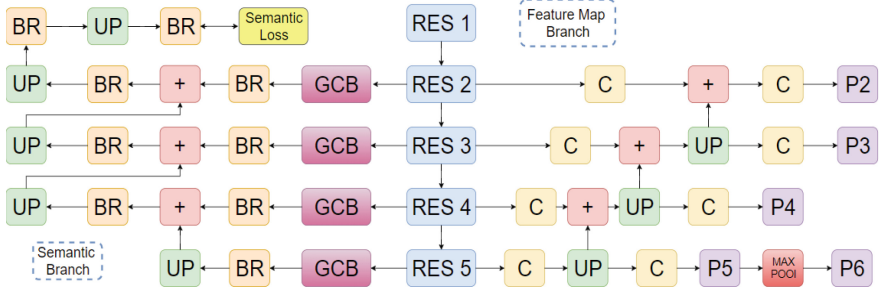 BR UP BR Semantic Loss RES 1 Feature Map Branch
UP BR + BR GCB RES 2 C + C P2
UP BR + BR GCB RES 3 C + UP C P3
UP BR + BR GCB RES 4 C + UP C P4
Semantic Branch UP BR GCB RES 5 C UP C P5 MAX POOl P6